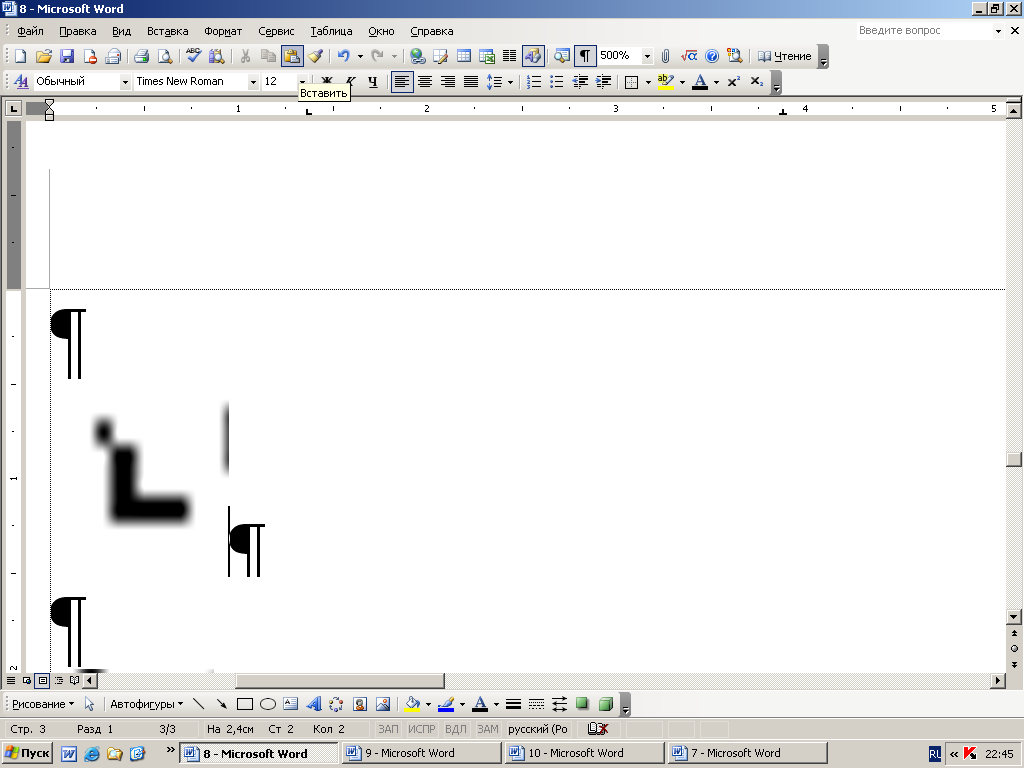 8 - Microsoft Word
Файл Правка Вид Вставка Формат Сервис Таблица Окно Справка Введите вопрос
500% Чтение
Обычный Times New Roman 12 Ж К Ч
Вставить
1 2 3 4 5
¶
¶
¶
1
2
Рисование Автофигуры
Стр. 3 Разд 1 3/3 На 2,4см Ст 2 Кол 2 ЗАП ИСПР ВДЛ ЗАМ русский (Ро
Пуск » 8 - Microsoft Word 9 - Microsoft Word 10 - Microsoft Word 7 - Microsoft Word RU « 22:45